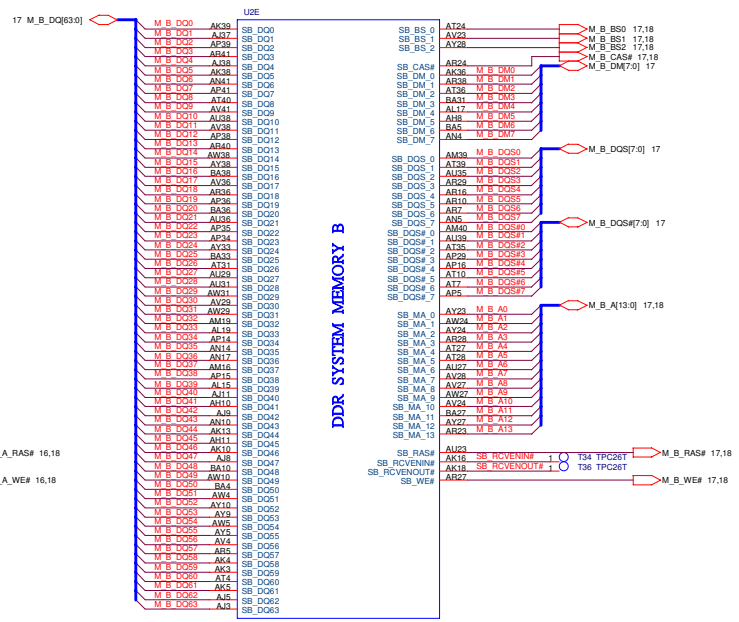 U2E
17 M_B_DQ[63:0]
M_B_DQ0 AK39 SB_DQ0
M_B_DQ1 AJ37 SB_DQ1
M_B_DQ2 AP39 SB_DQ2
M_B_DQ3 AR41 SB_DQ3
M_B_DQ4 AJ38 SB_DQ4
M_B_DQ5 AK38 SB_DQ5
M_B_DQ6 AN41 SB_DQ6
M_B_DQ7 AP41 SB_DQ7
M_B_DQ8 AT40 SB_DQ8
M_B_DQ9 AV41 SB_DQ9
M_B_DQ10 AU38 SB_DQ10
M_B_DQ11 AV38 SB_DQ11
M_B_DQ12 AP38 SB_DQ12
M_B_DQ13 AR40 SB_DQ13
M_B_DQ14 AW38 SB_DQ14
M_B_DQ15 AY38 SB_DQ15
M_B_DQ16 BA38 SB_DQ16
M_B_DQ17 AV36 SB_DQ17
M_B_DQ18 AR36 SB_DQ18
M_B_DQ19 AP36 SB_DQ19
M_B_DQ20 BA36 SB_DQ20
M_B_DQ21 AU36 SB_DQ21
M_B_DQ22 AP35 SB_DQ22
M_B_DQ23 AP34 SB_DQ23
M_B_DQ24 AY33 SB_DQ24
M_B_DQ25 BA33 SB_DQ25
M_B_DQ26 AT31 SB_DQ26
M_B_DQ27 AU29 SB_DQ27
M_B_DQ28 AU31 SB_DQ28
M_B_DQ29 AW31 SB_DQ29
M_B_DQ30 AV29 SB_DQ30
M_B_DQ31 AW29 SB_DQ31
M_B_DQ32 AM19 SB_DQ32
M_B_DQ33 AL19 SB_DQ33
M_B_DQ34 AP14 SB_DQ34
M_B_DQ35 AN14 SB_DQ35
M_B_DQ36 AN17 SB_DQ36
M_B_DQ37 AM16 SB_DQ37
M_B_DQ38 AP15 SB_DQ38
M_B_DQ39 AL15 SB_DQ39
M_B_DQ40 AJ11 SB_DQ40
M_B_DQ41 AH10 SB_DQ41
M_B_DQ42 AJ9 SB_DQ42
M_B_DQ43 AN10 SB_DQ43
M_B_DQ44 AK13 SB_DQ44
M_B_DQ45 AH11 SB_DQ45
M_B_DQ46 AK10 SB_DQ46
M_B_DQ47 AJ8 SB_DQ47
M_B_DQ48 BA10 SB_DQ48
M_B_DQ49 AW10 SB_DQ49
M_B_DQ50 BA4 SB_DQ50
M_B_DQ51 AW4 SB_DQ51
M_B_DQ52 AY10 SB_DQ52
M_B_DQ53 AY9 SB_DQ53
M_B_DQ54 AW5 SB_DQ54
M_B_DQ55 AY5 SB_DQ55
M_B_DQ56 AV4 SB_DQ56
M_B_DQ57 AR5 SB_DQ57
M_B_DQ58 AK4 SB_DQ58
M_B_DQ59 AK3 SB_DQ59
M_B_DQ60 AT4 SB_DQ60
M_B_DQ61 AK5 SB_DQ61
M_B_DQ62 AJ5 SB_DQ62
M_B_DQ63 AJ3 SB_DQ63
_A_RAS# 16,18
_A_WE# 16,18
DDR SYSTEM MEMORY B
SB_BS_0 AT24 M_B_BS0 17,18
SB_BS_1 AV23 M_B_BS1 17,18
SB_BS_2 AY28 M_B_BS2 17,18
SB_CAS# AR24 M_B_CAS# 17,18
M_B_DM[7:0] 17
SB_DM_0 AK36 M_B_DM0
SB_DM_1 AR38 M_B_DM1
SB_DM_2 AT36 M_B_DM2
SB_DM_3 BA31 M_B_DM3
SB_DM_4 AL17 M_B_DM4
SB_DM_5 AH8 M_B_DM5
SB_DM_6 BA5 M_B_DM6
SB_DM_7 AN4 M_B_DM7
M_B_DQS[7:0] 17
SB_DQS_0 AM39 M_B_DQS0
SB_DQS_1 AT39 M_B_DQS1
SB_DQS_2 AU35 M_B_DQS2
SB_DQS_3 AR29 M_B_DQS3
SB_DQS_4 AR16 M_B_DQS4
SB_DQS_5 AR10 M_B_DQS5
SB_DQS_6 AR7 M_B_DQS6
SB_DQS_7 AN5 M_B_DQS7
M_B_DQS#[7:0] 17
SB_DQS#_0 AM40 M_B_DQS#0
SB_DQS#_1 AU39 M_B_DQS#1
SB_DQS#_2 AT35 M_B_DQS#2
SB_DQS#_3 AP29 M_B_DQS#3
SB_DQS#_4 AP16 M_B_DQS#4
SB_DQS#_5 AT10 M_B_DQS#5
SB_DQS#_6 AT7 M_B_DQS#6
SB_DQS#_7 AP5 M_B_DQS#7
M_B_A[13:0] 17,18
SB_MA_0 AY23 M_B_A0
SB_MA_1 AW24 M_B_A1
SB_MA_2 AY24 M_B_A2
SB_MA_3 AR28 M_B_A3
SB_MA_4 AT27 M_B_A4
SB_MA_5 AT28 M_B_A5
SB_MA_6 AU27 M_B_A6
SB_MA_7 AV28 M_B_A7
SB_MA_8 AV27 M_B_A8
SB_MA_9 AW27 M_B_A9
SB_MA_10 AV24 M_B_A10
SB_MA_11 BA27 M_B_A11
SB_MA_12 AY27 M_B_A12
SB_MA_13 AR23 M_B_A13
SB_RAS# AU23 M_B_RAS# 17,18
SB_RCVENIN# AK16 SB_RCVENIN# 1 T34 TPC26T
SB_RCVENOUT# AK18 SB_RCVENOUT# 1 T36 TPC26T
SB_WE# AR27 M_B_WE# 17,18